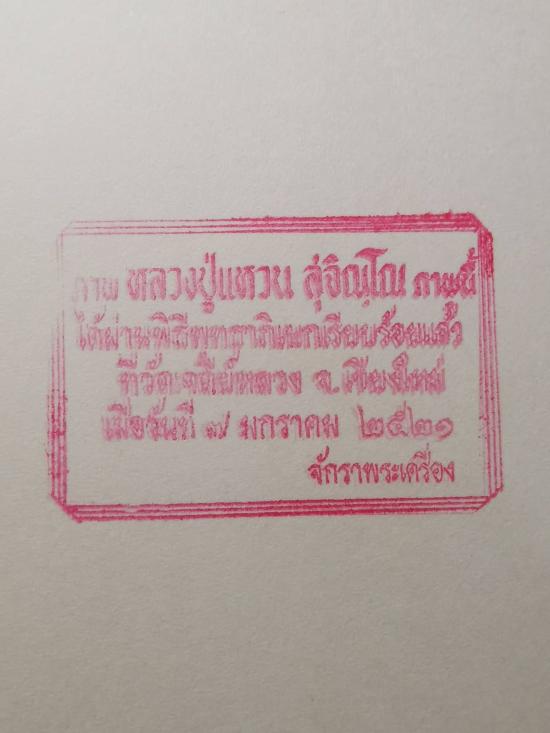 ภาพ หลวงปู่แหวน สุจิณฺโณ ภาพนี้
ได้ผ่านพิธีพุทธาภิเษกเรียบร้อยแล้ว
ที่วัดเจดีย์หลวง จ.เชียงใหม่
เมื่อวันที่ ๗ มกราคม ๒๕๒๑
จักราพระเครื่อง